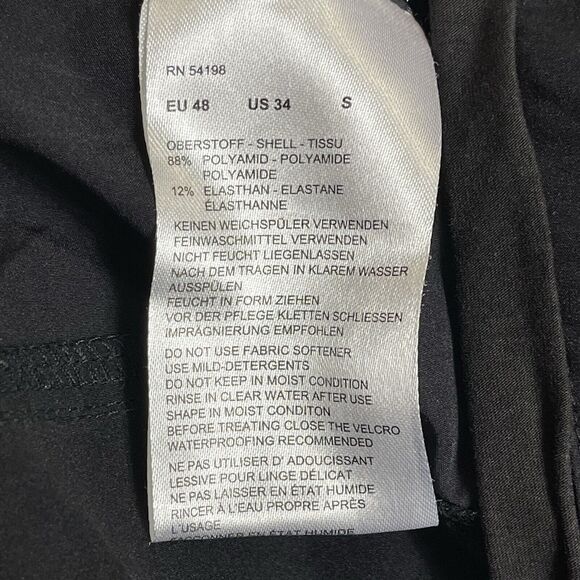 RN 54198
EU 48 US 34 S
OBERSTOFF - SHELL - TISSU
88% POLYAMID - POLYAMIDE
POLYAMIDE
12% ELASTHAN - ELASTANE
ÉLASTHANNE
KEINEN WEICHSPÜLER VERWENDEN
FEINWASCHMITTEL VERWENDEN
NICHT FEUCHT LIEGENLASSEN
NACH DEM TRAGEN IN KLAREM WASSER
AUSSPÜLEN
FEUCHT IN FORM ZIEHEN
VOR DER PFLEGE KLETTEN SCHLIESSEN
IMPRÄGNIERUNG EMPFOHLEN
DO NOT USE FABRIC SOFTENER
USE MILD-DETERGENTS
DO NOT KEEP IN MOIST CONDITION
RINSE IN CLEAR WATER AFTER USE
SHAPE IN MOIST CONDITON
BEFORE TREATING CLOSE THE VELCRO
WATERPROOFING RECOMMENDED
NE PAS UTILISER D' ADOUCISSANT
LESSIVE POUR LINGE DÉLICAT
NE PAS LAISSER EN ÉTAT HUMIDE
RINCER À L'EAU PROPRE APRÈS
L'USAGE
EN ÉTAT HUMIDE